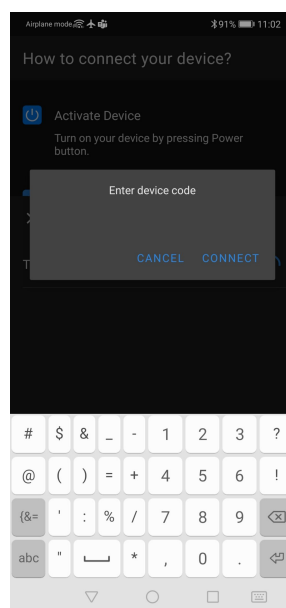 Airplane mode 91% 11:02
How to connect your device?
Activate Device
Turn on your device by pressing Power
button.
Enter device code
T
CANCEL CONNECT
# $ & _ - 1 2 3 ?
@ ( ) = + 4 5 6 !
{&= ' : % / 7 8 9
abc " * , 0 .